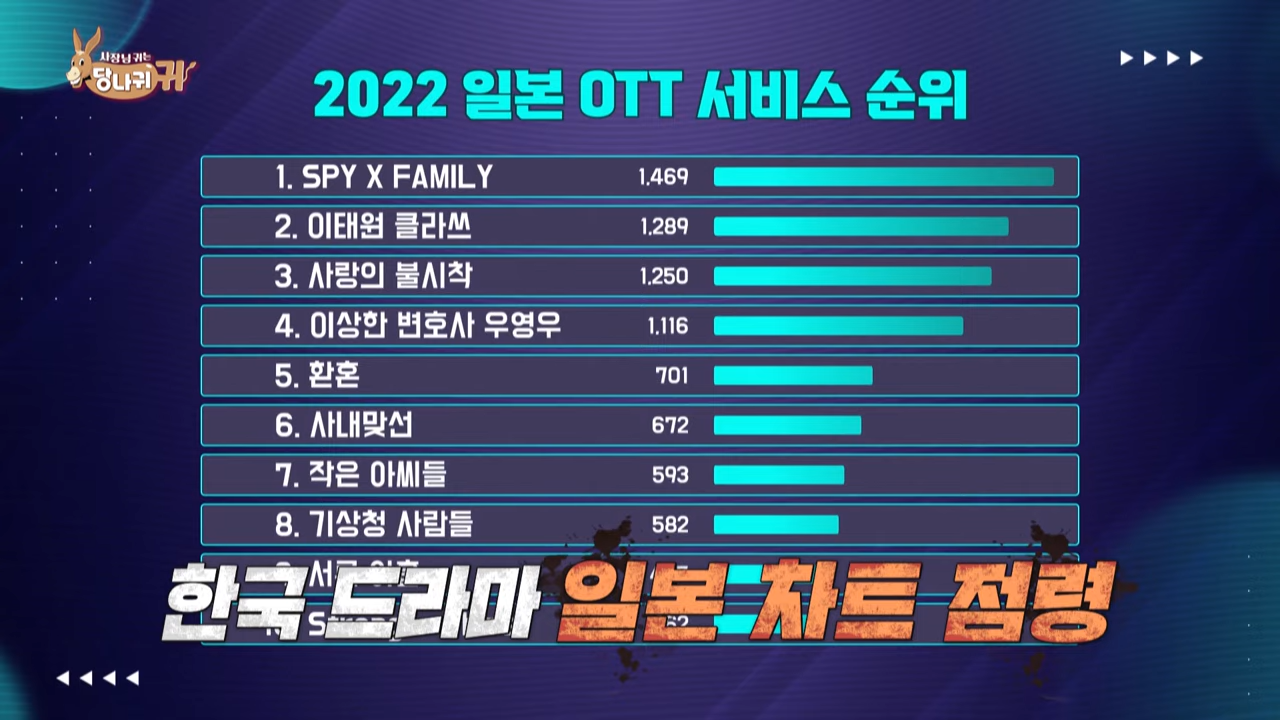 사장님 귀는
당나귀 귀
2022 일본 OTT 서비스 순위
1. SPY X FAMILY 1,469
2. 이태원 클라쓰 1,289
3. 사랑의 불시착 1,250
4. 이상한 변호사 우영우 1,116
5. 환혼 701
6. 사내맞선 672
7. 작은 아씨들 593
8. 기상청 사람들 582
한국 드라마 일본 차트 점령